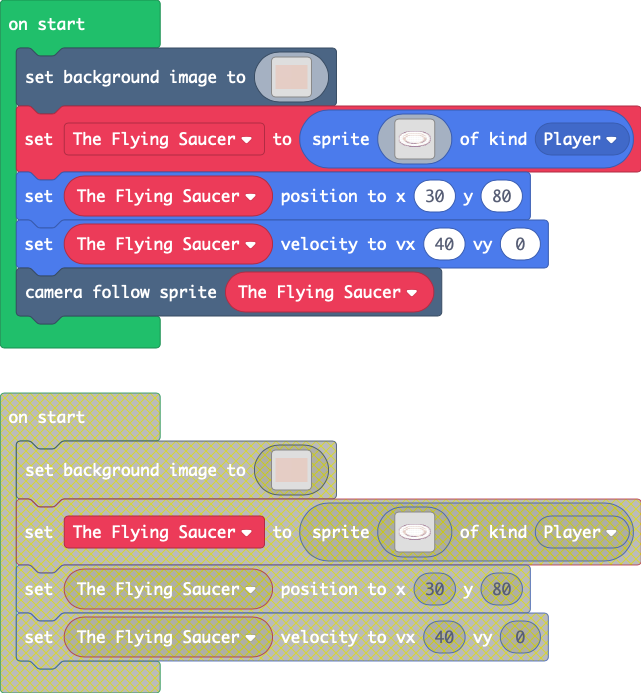 on start
set background image to
set The Flying Saucer to sprite of kind Player
set The Flying Saucer position to x 30 y 80
set The Flying Saucer velocity to vx 40 vy 0
camera follow sprite The Flying Saucer
on start
set background image to
set The Flying Saucer to sprite of kind Player
set The Flying Saucer position to x 30 y 80
set The Flying Saucer velocity to vx 40 vy 0